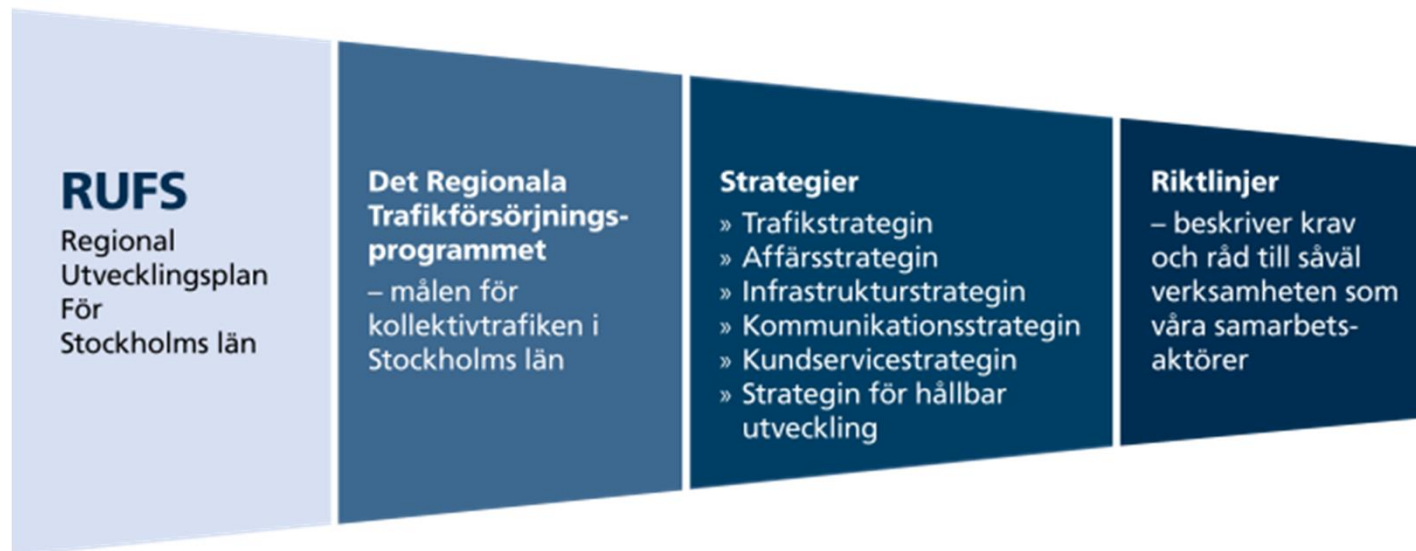 RUFS
Regional
Utvecklingsplan
För
Stockholms län
Det Regionala
Trafikförsörjnings-
programmet
– målen för
kollektivtrafiken i
Stockholms län
Strategier
» Trafikstrategin
» Affärsstrategin
» Infrastrukturstrategin
» Kommunikationsstrategin
» Kundservicestrategin
» Strategin för hållbar
utveckling
Riktlinjer
– beskriver krav
och råd till såväl
verksamheten som
våra samarbets-
aktörer